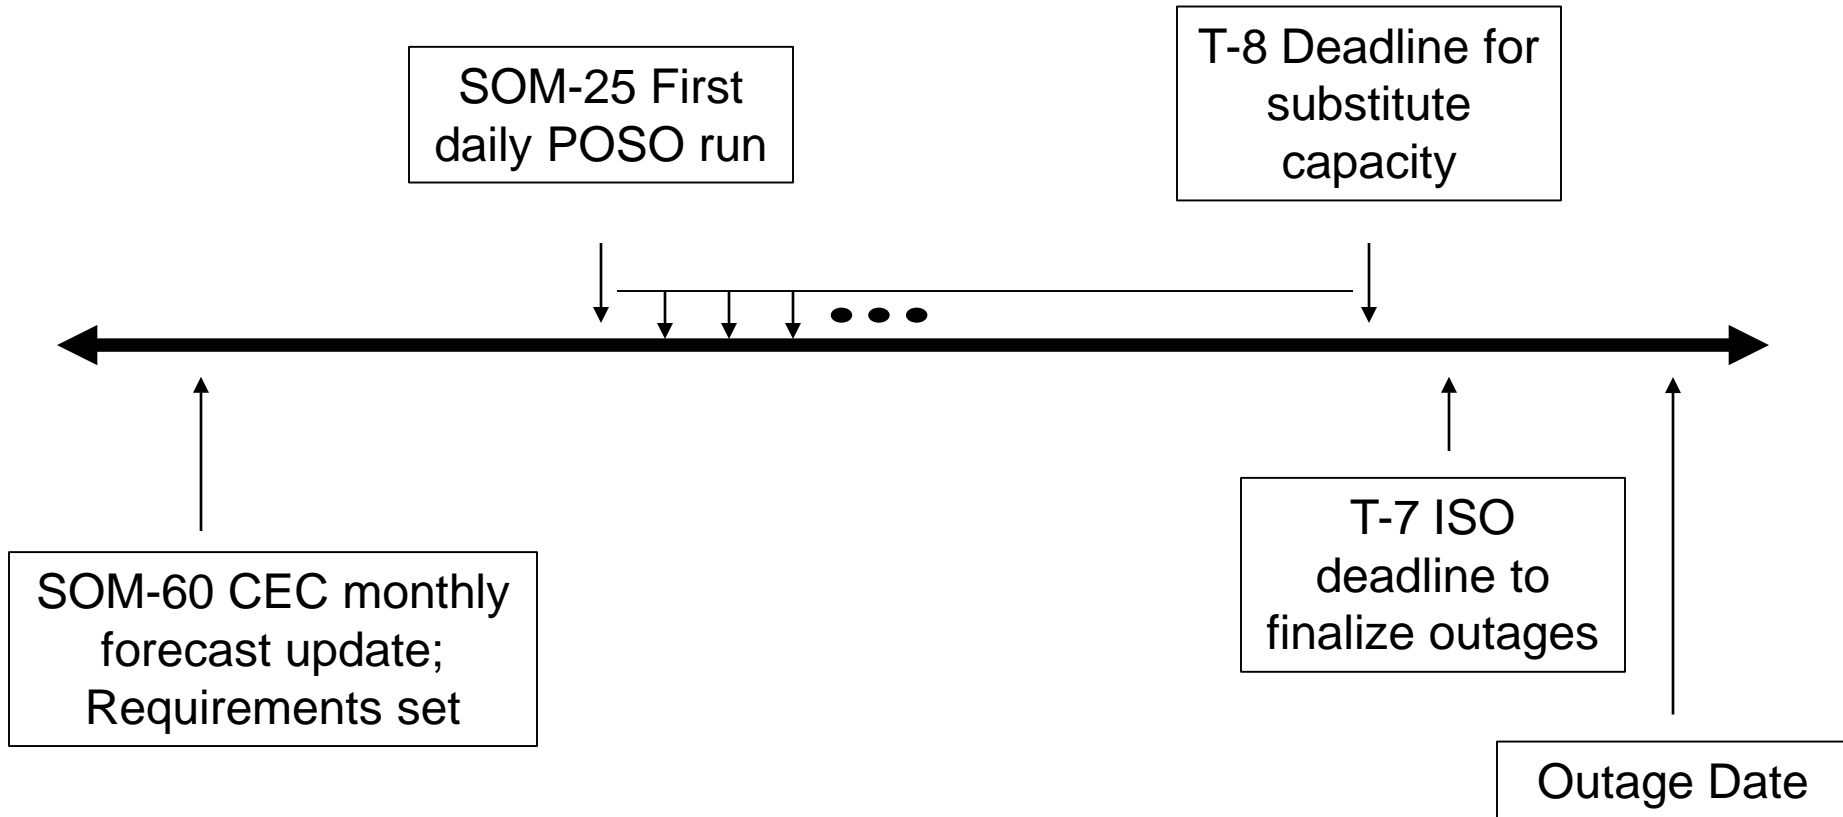 SOM-25 First
daily POSO run
T-8 Deadline for
substitute
capacity
SOM-60 CEC monthly
forecast update;
Requirements set
T-7 ISO
deadline to
finalize outages
Outage Date